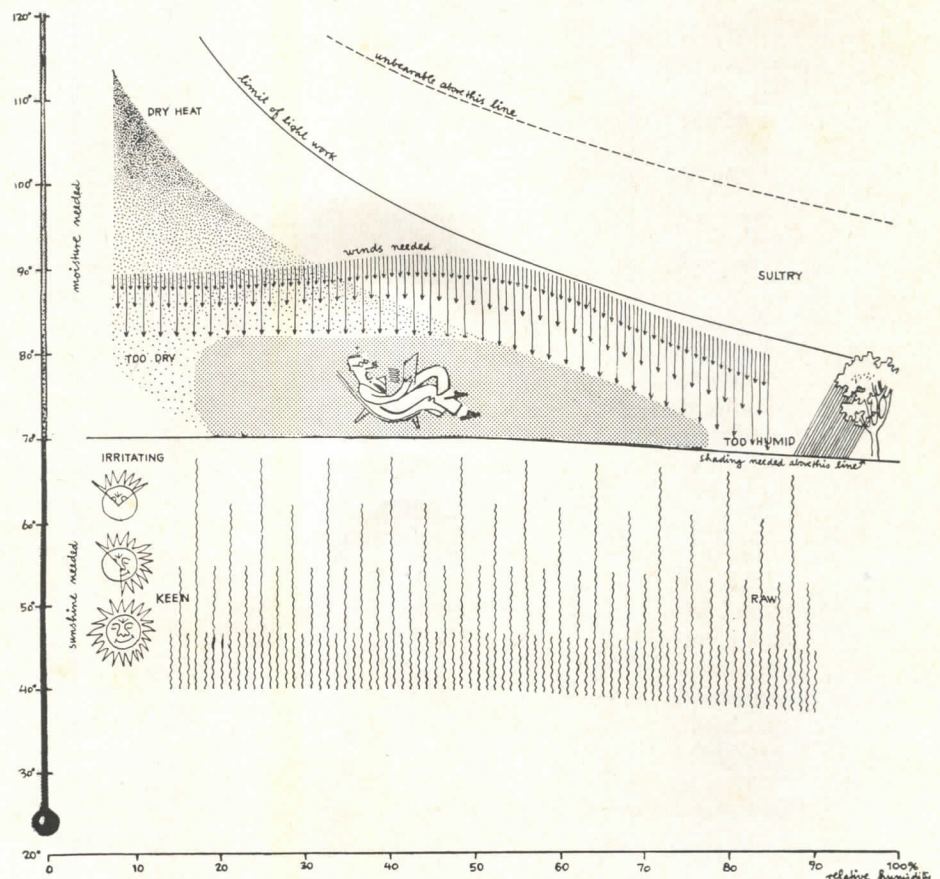 120°
unbearable above this line
limit of light work
110°
DRY HEAT
100°
moisture needed
winds needed
90°
SULTRY
80°
TOO DRY
70°
TOO HUMID
shading needed above this line
IRRITATING
60°
sunshine needed
KEEN
RAW
50°
40°
30°
20°
0 10 20 30 40 50 60 70 80 90 100%
relative humidity